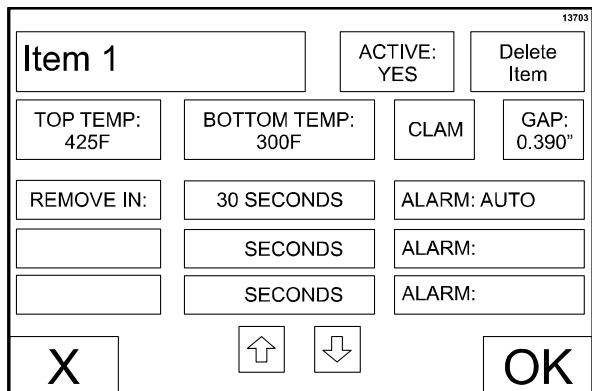 13703
Item 1
ACTIVE:
YES
Delete
Item
TOP TEMP:
425F
BOTTOM TEMP:
300F
CLAM
GAP:
0.390”
REMOVE IN:
30 SECONDS
ALARM: AUTO
SECONDS
ALARM:
SECONDS
ALARM:
X
OK